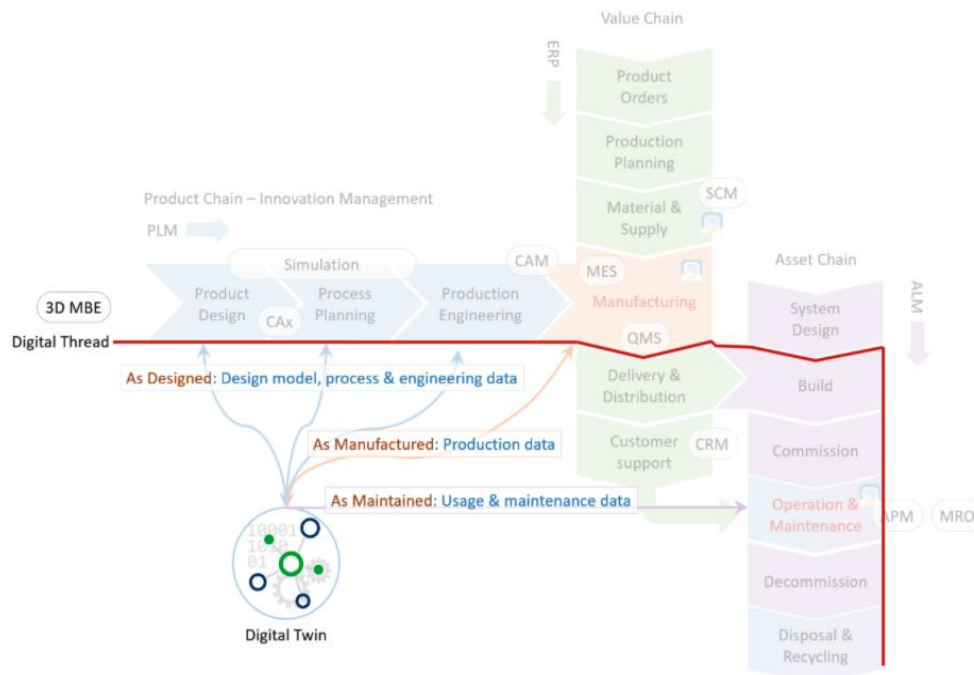 Value Chain
ERP
Product
Orders
Production
Planning
Material &
Supply
SCM
Product Chain – Innovation Management
PLM
Simulation
CAM
MES
Manufacturing
Asset Chain
ALM
3D MBE
Product
Design
CAx
Process
Planning
Production
Engineering
System
Design
Digital Thread
QMS
As Designed: Design model, process & engineering data
Delivery &
Distribution
Build
As Manufactured: Production data
Customer
support
CRM
Commission
As Maintained: Usage & maintenance data
Operation &
Maintenance
APM
MRO
10001
1010
01
Decommission
Digital Twin
Disposal &
Recycling